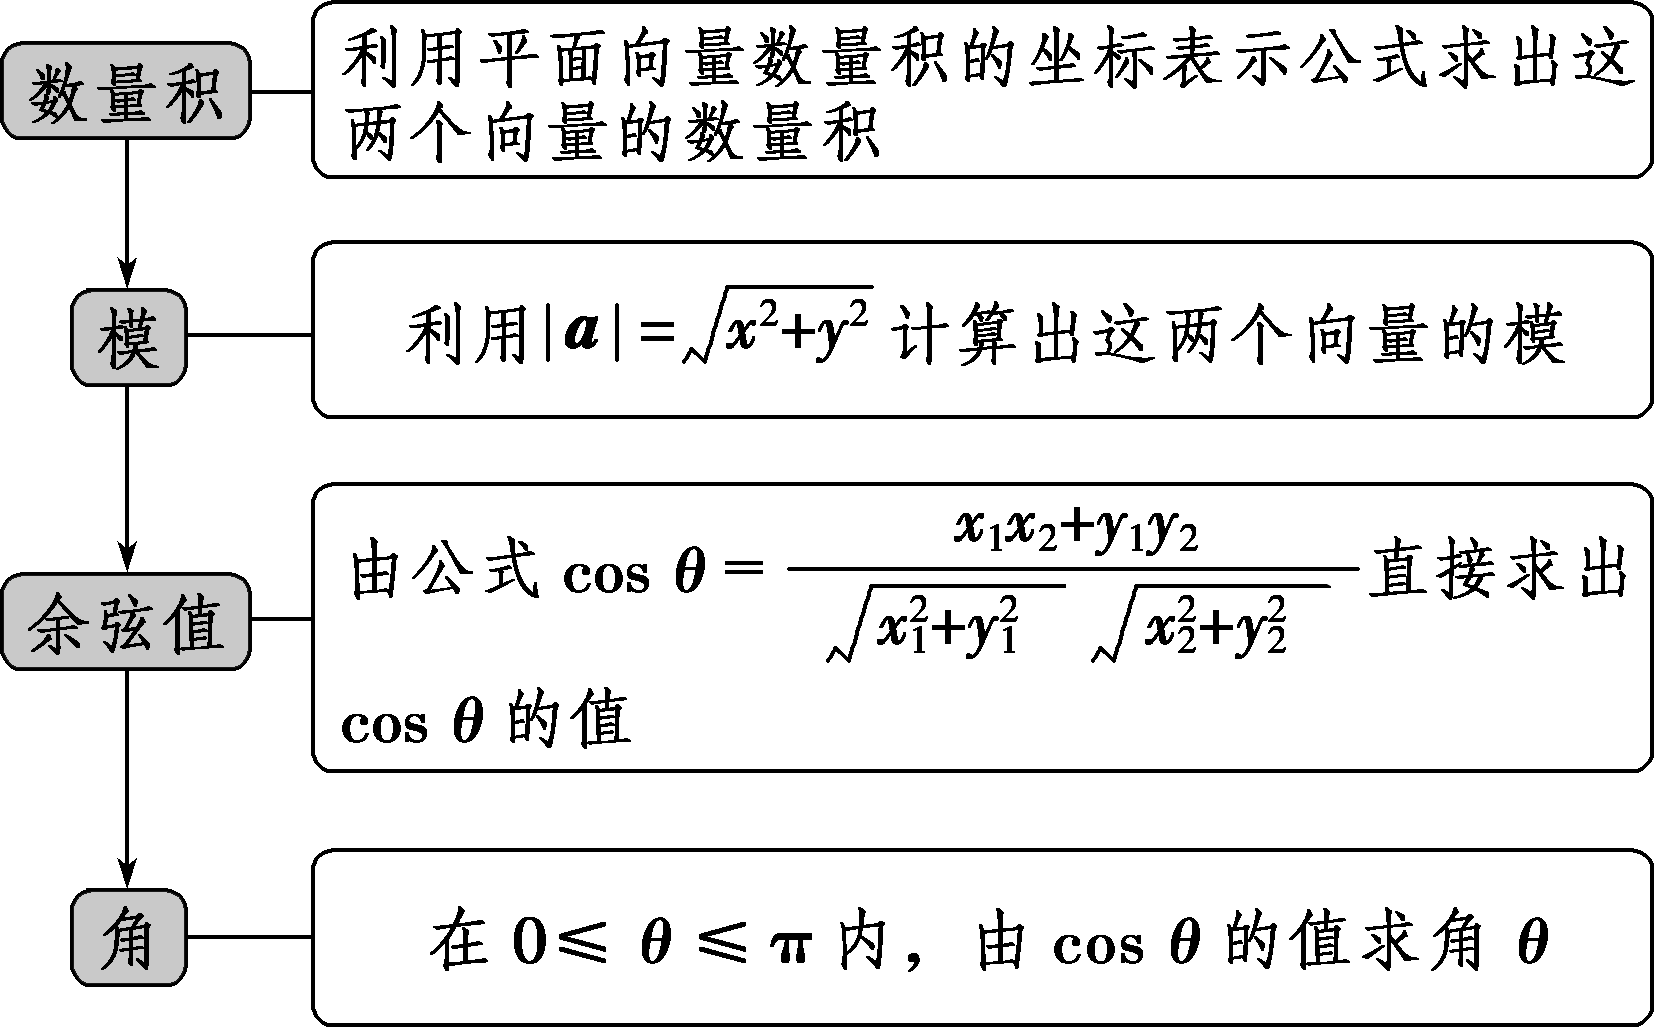 数量积
利用平面向量数量积的坐标表示公式求出这
两个向量的数量积
模
利用|a|=√(x²+y²) 计算出这两个向量的模
余弦值
由公式 cos θ = (x₁x₂+y₁y₂)/(√(x₁²+y₁²) √(x₂²+y₂²)) 直接求出
cos θ 的值
角
在 0≤ θ ≤ π 内，由 cos θ 的值求角 θ